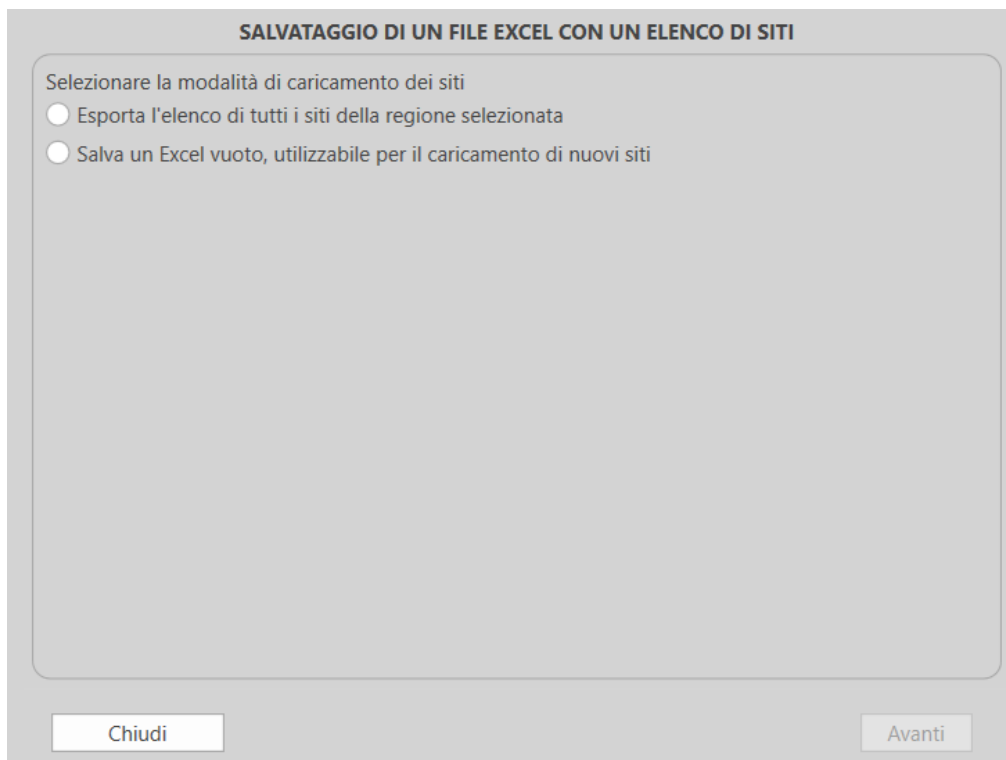 SALVATAGGIO DI UN FILE EXCEL CON UN ELENCO DI SITI
Selezionare la modalità di caricamento dei siti
Esporta l'elenco di tutti i siti della regione selezionata
Salva un Excel vuoto, utilizzabile per il caricamento di nuovi siti
Chiudi
Avanti